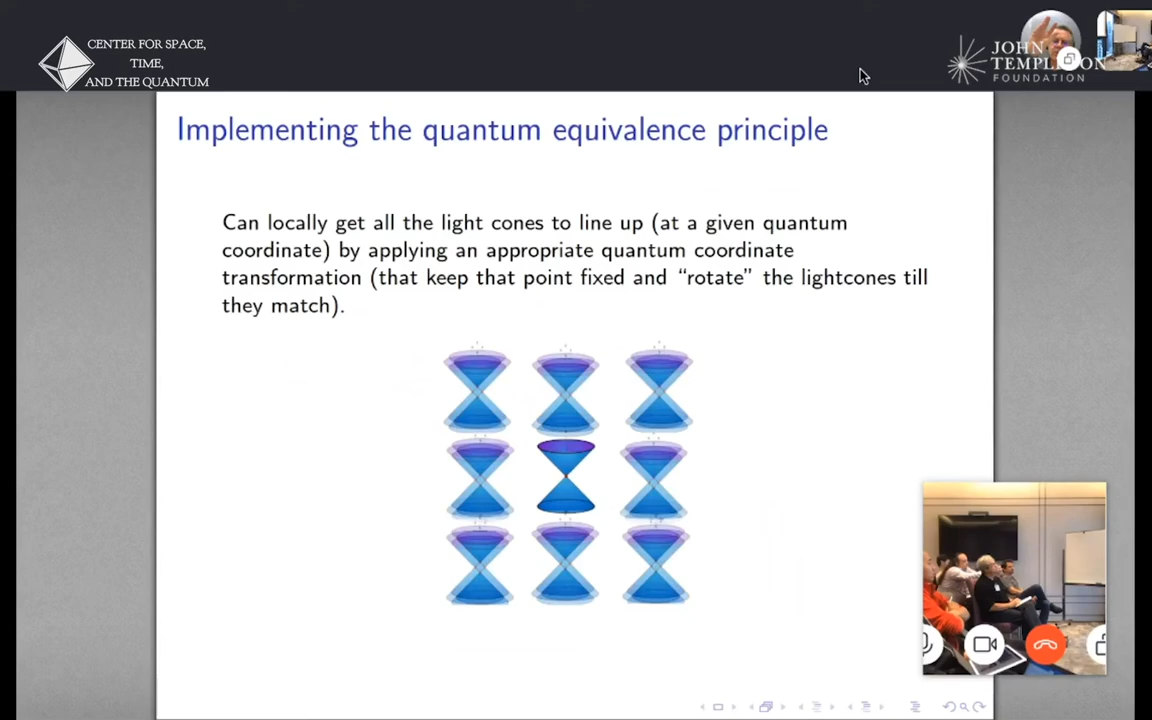 CENTER FOR SPACE,
TIME,
AND THE QUANTUM
JOHN
FOUNDATION
Implementing the quantum equivalence principle
Can locally get all the light cones to line up (at a given quantum
coordinate) by applying an appropriate quantum coordinate
transformation (that keep that point fixed and “rotate” the lightcones till
they match).